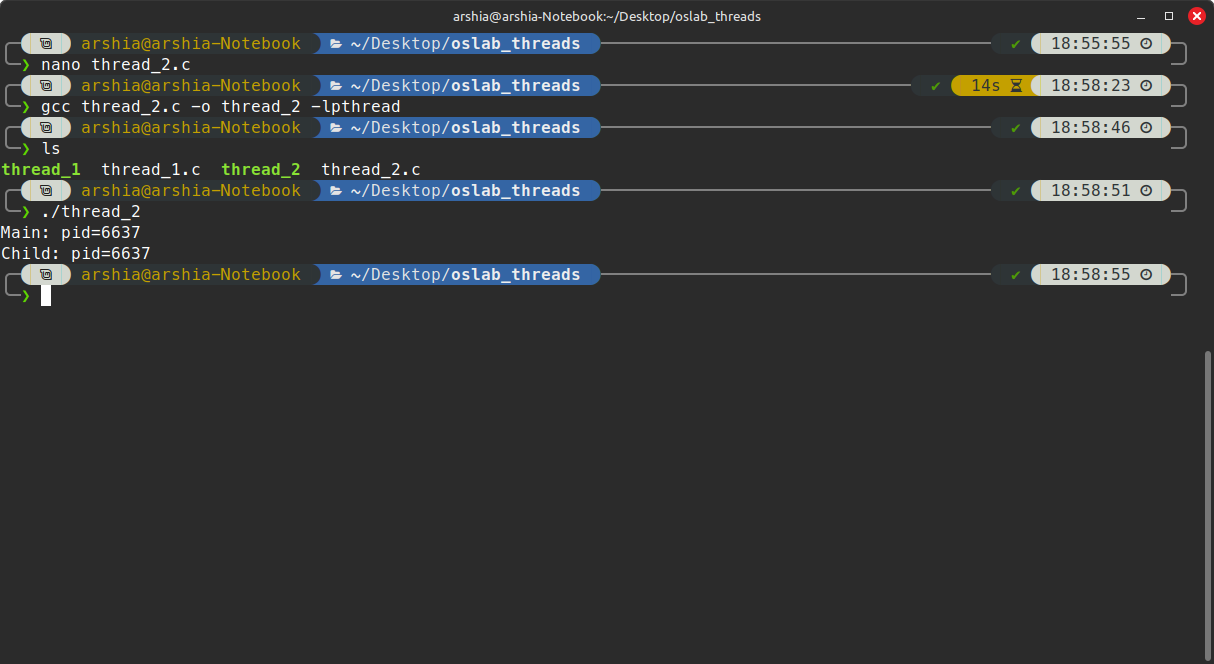 arshia@arshia-Notebook:~/Desktop/oslab_threads
arshia@arshia-Notebook ~/Desktop/oslab_threads ✔ 18:55:55
❯ nano thread_2.c
arshia@arshia-Notebook ~/Desktop/oslab_threads ✔ 14s 18:58:23
❯ gcc thread_2.c -o thread_2 -lpthread
arshia@arshia-Notebook ~/Desktop/oslab_threads ✔ 18:58:46
❯ ls
thread_1 thread_1.c thread_2 thread_2.c
arshia@arshia-Notebook ~/Desktop/oslab_threads ✔ 18:58:51
❯ ./thread_2
Main: pid=6637
Child: pid=6637
arshia@arshia-Notebook ~/Desktop/oslab_threads ✔ 18:58:55
❯